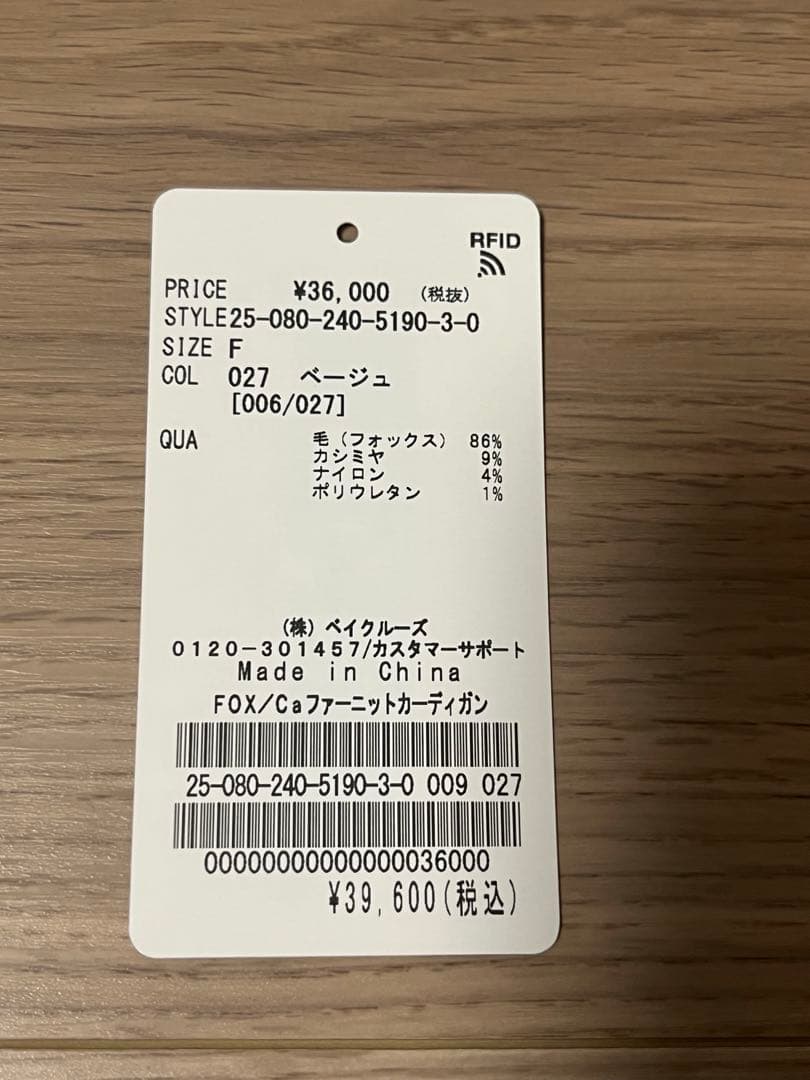 RFID
PRICE ¥36,000 (税抜)
STYLE25-080-240-5190-3-0
SIZE F
COL 027 ベージュ
[006/027]
QUA 毛(フォックス) 86%
カシミヤ 9%
ナイロン 4%
ポリウレタン 1%
(株)ベイクルーズ
0120-301457/カスタマーサポート
Made in China
FOX/Caファーニットカーディガン
25-080-240-5190-3-0 009 027
00000000000000036000
¥39,600(税込)